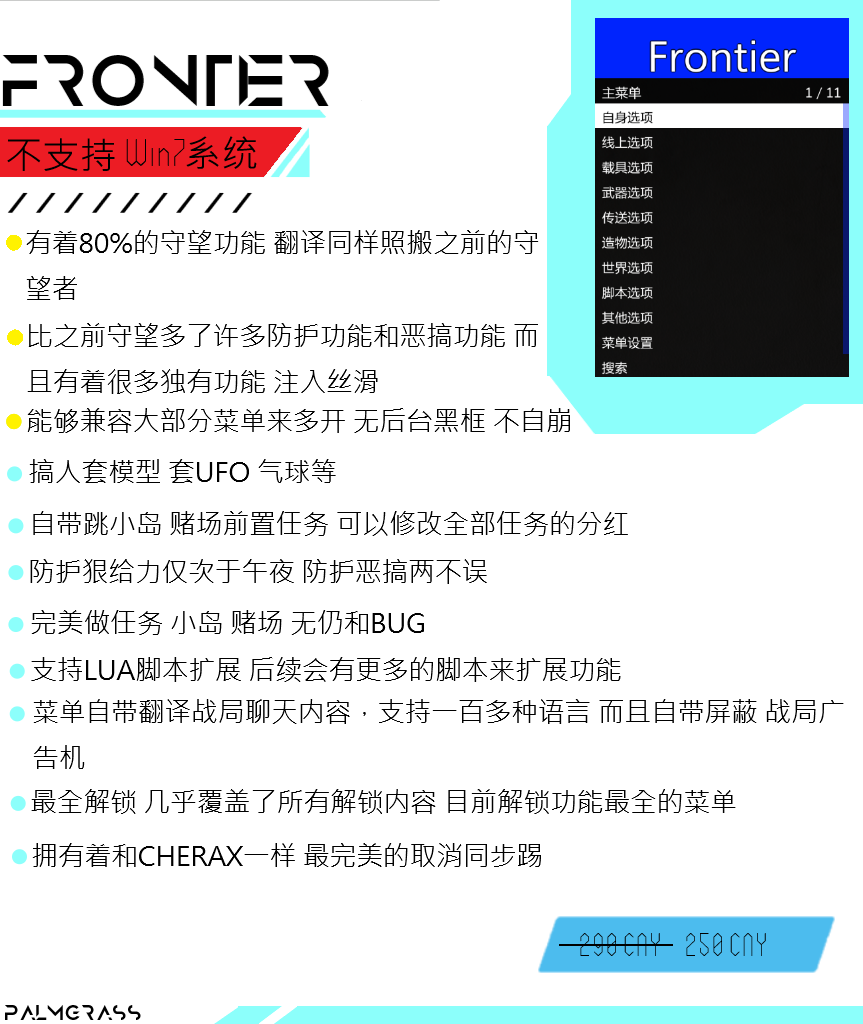 FRONTIER
不支持 Win7系统
有着80%的守望功能 翻译同样照搬之前的守
望者
比之前守望多了许多防护功能和恶搞功能 而
且有着很多独有功能 注入丝滑
能够兼容大部分菜单来多开 无后台黑框 不自崩
搞人套模型 套UFO 气球等
自带跳小岛 赌场前置任务 可以修改全部任务的分红
防护狠给力仅次于午夜 防护恶搞两不误
完美做任务 小岛 赌场 无仍和BUG
支持LUA脚本扩展 后续会有更多的脚本来扩展功能
菜单自带翻译战局聊天内容，支持一百多种语言 而且自带屏蔽 战局广
告机
最全解锁 几乎覆盖了所有解锁内容 目前解锁功能最全的菜单
拥有着和CHERAX一样 最完美的取消同步踢
Frontier
主菜单 1 / 11
自身选项
线上选项
载具选项
武器选项
传送选项
造物选项
世界选项
脚本选项
其他选项
菜单设置
搜索
290 CNY 250 CNY
PALMGRASS